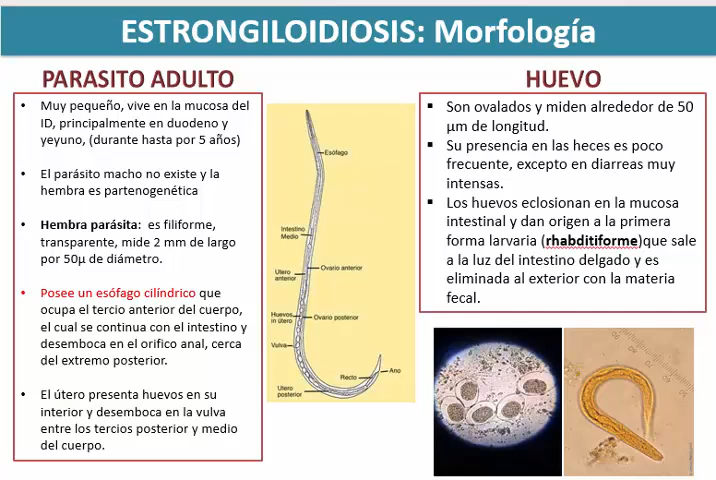 ESTRONGILOIDIOSIS: Morfología
PARASITO ADULTO
• Muy pequeño, vive en la mucosa del
ID, principalmente en duodeno y
yeyuno, (durante hasta por 5 años)
• El parásito macho no existe y la
hembra es partenogenética
• Hembra parásita: es filiforme,
transparente, mide 2 mm de largo
por 50µ de diámetro.
• Posee un esófago cilíndrico que
ocupa el tercio anterior del cuerpo,
el cual se continua con el intestino y
desemboca en el orifico anal, cerca
del extremo posterior.
• El útero presenta huevos en su
interior y desemboca en la vulva
entre los tercios posterior y medio
del cuerpo.
Esófago
Intestino
Medio
Ovario anterior
Utero
anterior
Huevos
in útero
Ovario posterior
Vulva
Ano
Recto
Utero
posterior
HUEVO
▪ Son ovalados y miden alrededor de 50
µm de longitud.
▪ Su presencia en las heces es poco
frecuente, excepto en diarreas muy
intensas.
▪ Los huevos eclosionan en la mucosa
intestinal y dan origen a la primera
forma larvaria (rhabditiforme)que sale
a la luz del intestino delgado y es
eliminada al exterior con la materia
fecal.